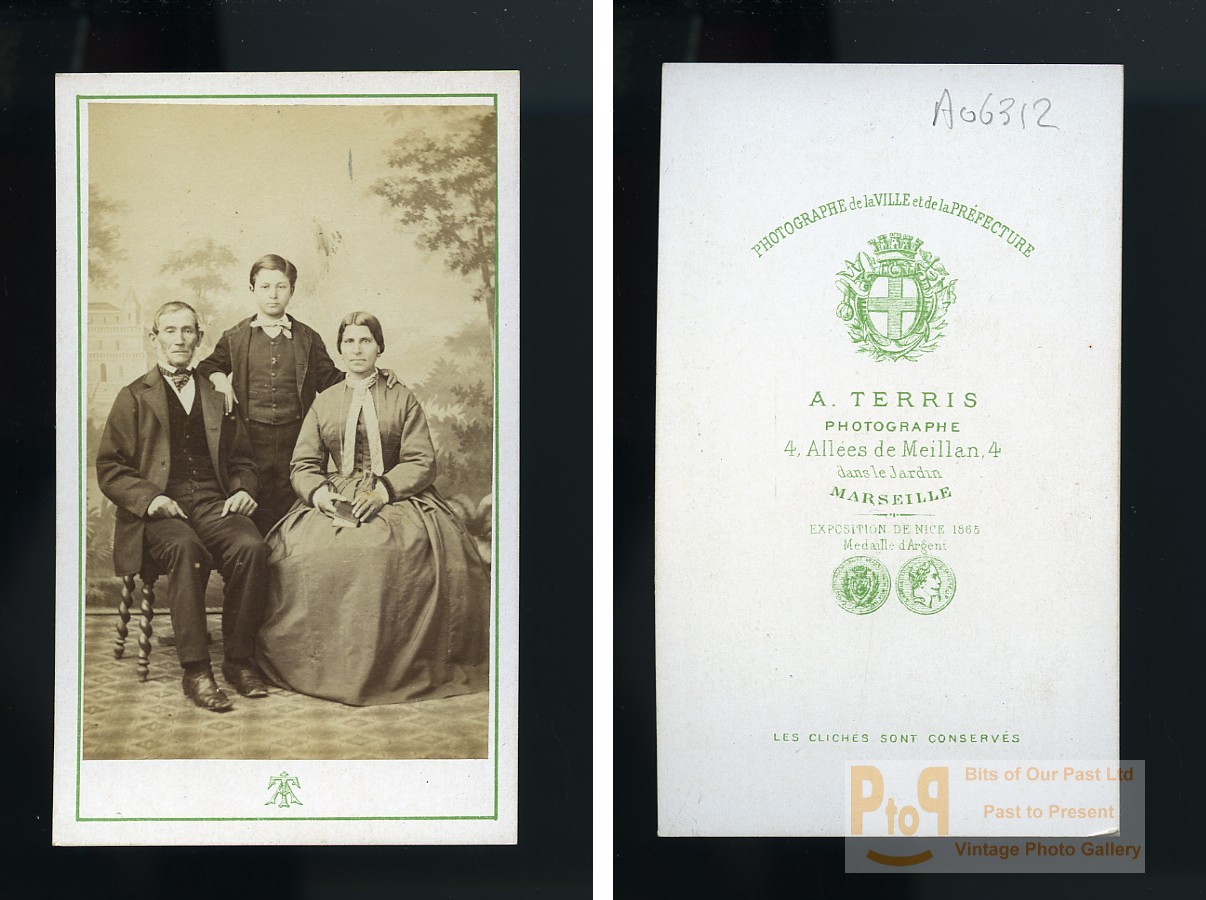 AT
A06312
PHOTOGRAPHE de la VILLE et de la PRÉFECTURE
A. TERRIS
PHOTOGRAPHE
4, Allées de Meillan, 4
dans le Jardin
MARSEILLE
EXPOSITION DE NICE 1865
Medaille d'Argent
LES CLICHÉS SONT CONSERVÉS
PtoP
Bits of Our Past Ltd
Past to Present
Vintage Photo Gallery